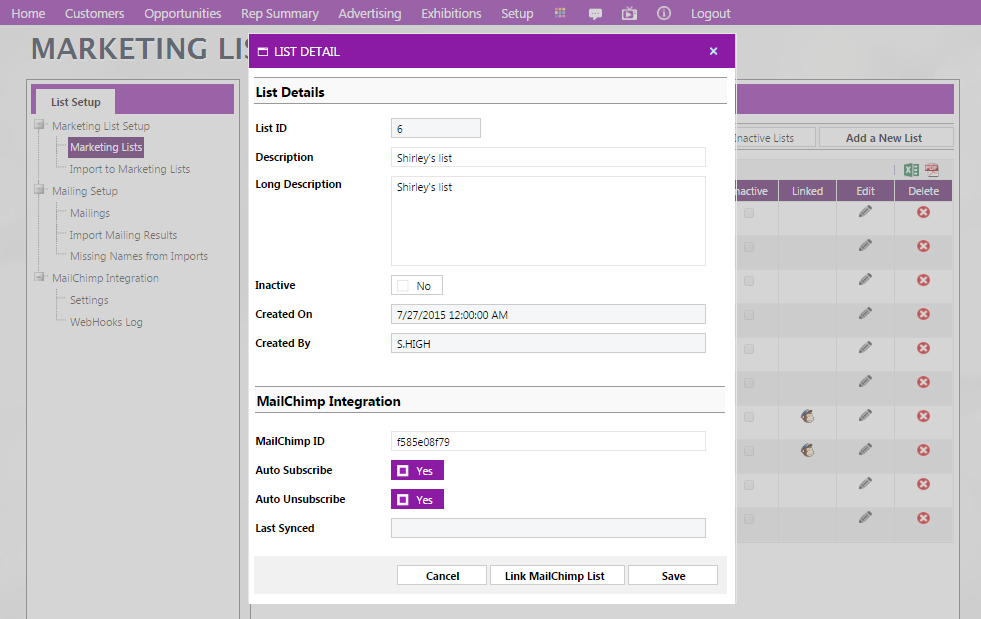 Home Customers Opportunities Rep Summary Advertising Exhibitions Setup Logout
MARKETING LIS
LIST DETAIL
List Setup
Marketing List Setup
Marketing Lists
Import to Marketing Lists
Mailing Setup
Mailings
Import Mailing Results
Missing Names from Imports
MailChimp Integration
Settings
WebHooks Log
List Details
List ID 6
Description Shirley's list
Long Description Shirley's list
Inactive No
Created On 7/27/2015 12:00:00 AM
Created By S.HIGH
MailChimp Integration
MailChimp ID f585e08f79
Auto Subscribe Yes
Auto Unsubscribe Yes
Last Synced
Cancel Link MailChimp List Save
Inactive Lists Add a New List
nactive Linked Edit Delete